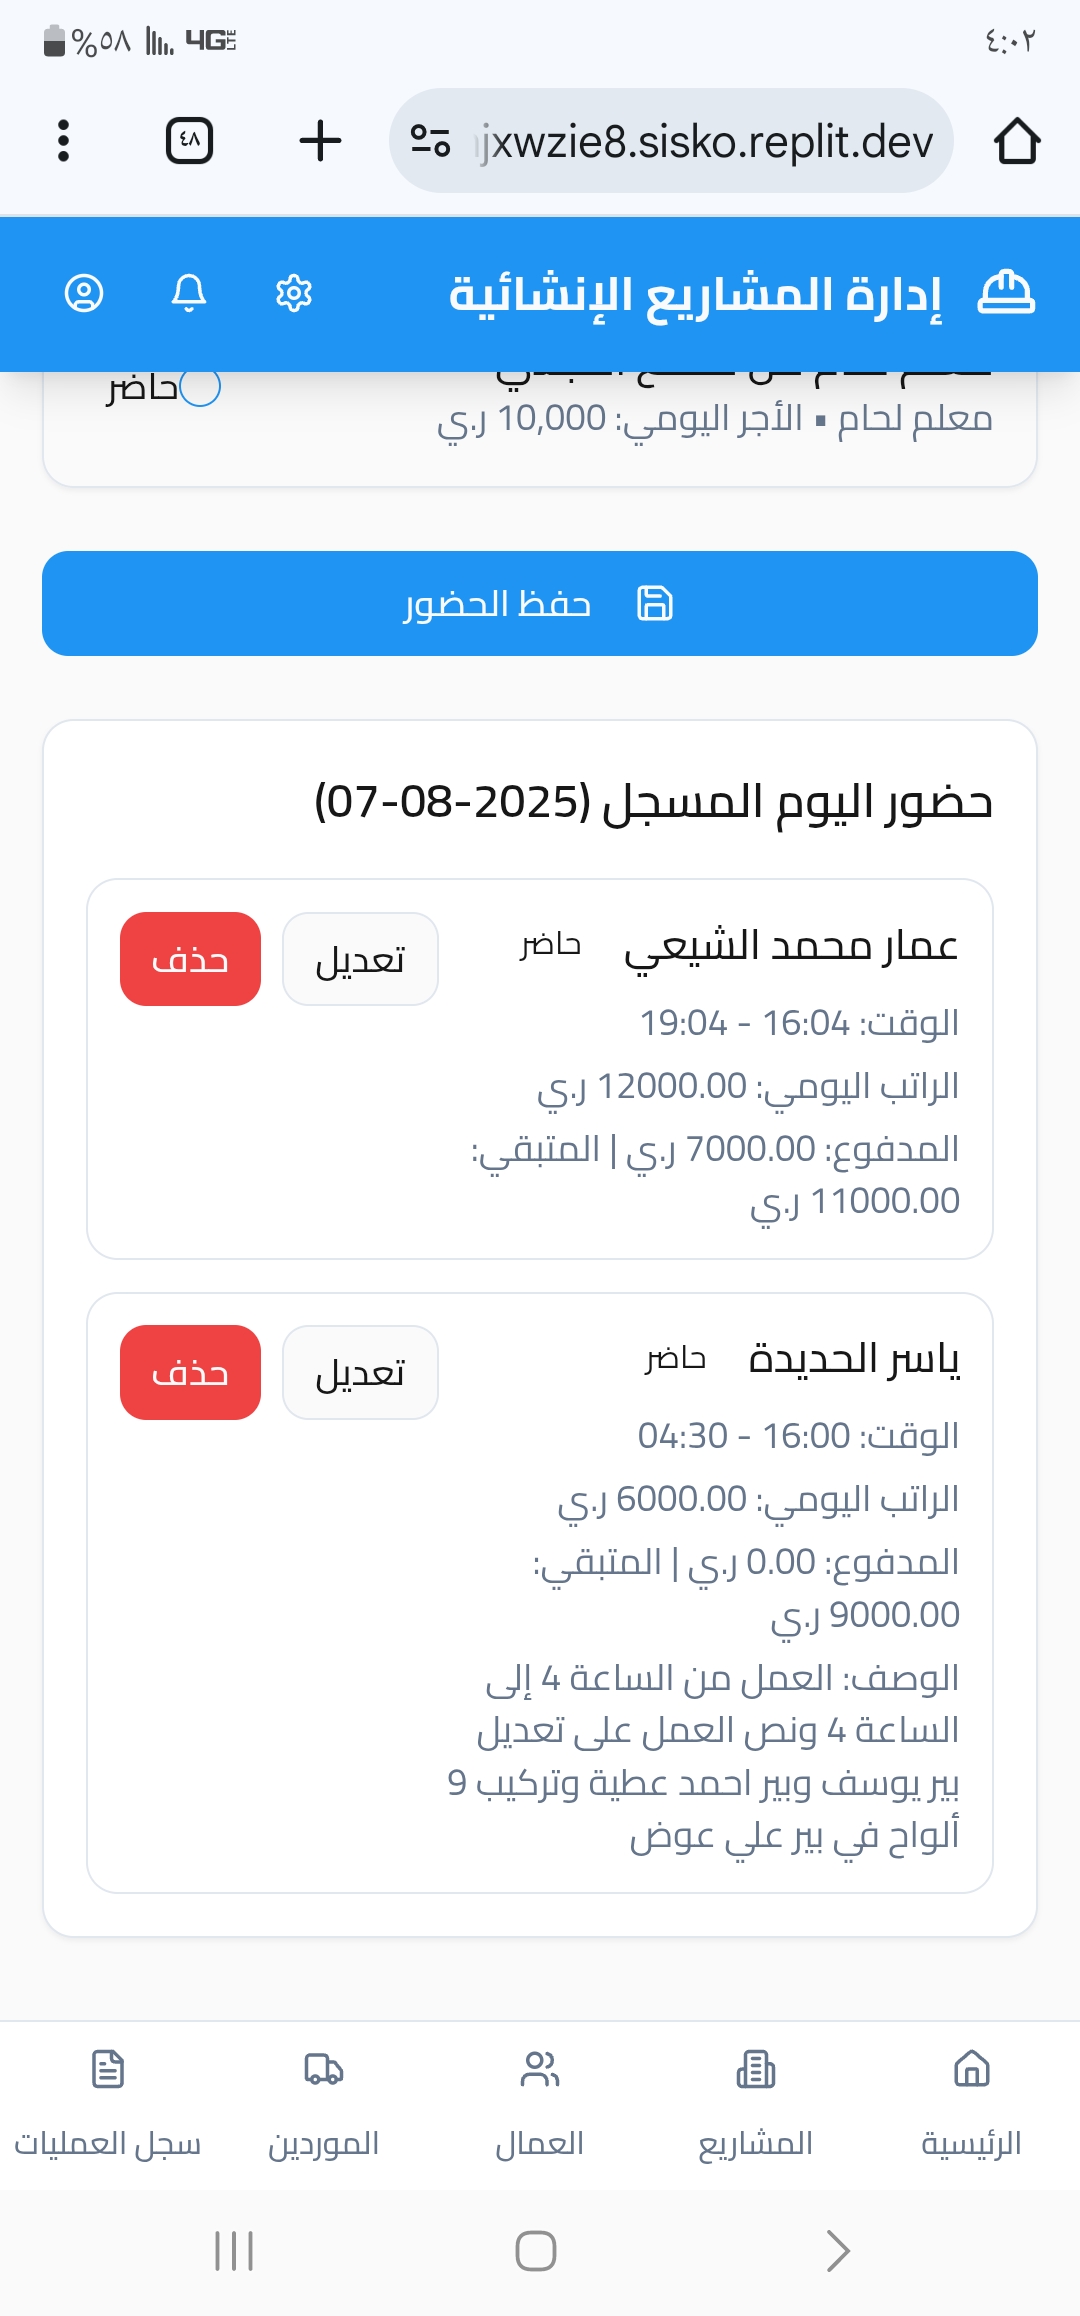 ٤:٠٢
4G LTE
%٥٨
jxwzie8.sisko.replit.dev
٤٨
إدارة المشاريع الإنشائية
حاضر
معلم لحام • الأجر اليومي: 10,000 ر.ي
حفظ الحضور
حضور اليوم المسجل (2025-08-07)
عمار محمد الشيعي
حاضر
تعديل
حذف
الوقت: 16:04 - 19:04
الراتب اليومي: 12000.00 ر.ي
المدفوع: 7000.00 ر.ي | المتبقي:
11000.00 ر.ي
ياسر الحديدة
حاضر
تعديل
حذف
الوقت: 16:00 - 04:30
الراتب اليومي: 6000.00 ر.ي
المدفوع: 0.00 ر.ي | المتبقي:
9000.00 ر.ي
الوصف: العمل من الساعة 4 إلى
الساعة 4 ونص العمل على تعديل
بير يوسف وبير احمد عطية وتركيب 9
ألواح في بير علي عوض
الرئيسية
المشاريع
العمال
الموردين
سجل العمليات